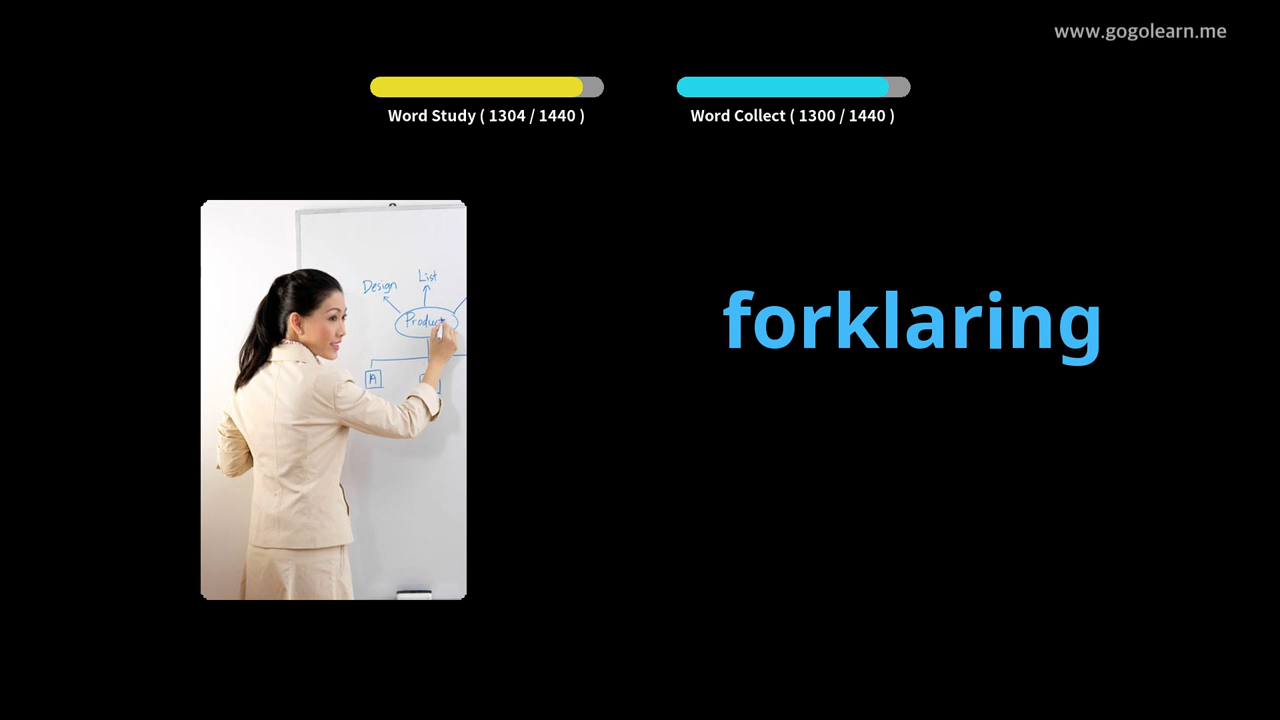 www.gogolearn.me
Word Study ( 1304 / 1440 )
Word Collect ( 1300 / 1440 )
List
Design
Product
A
forklaring